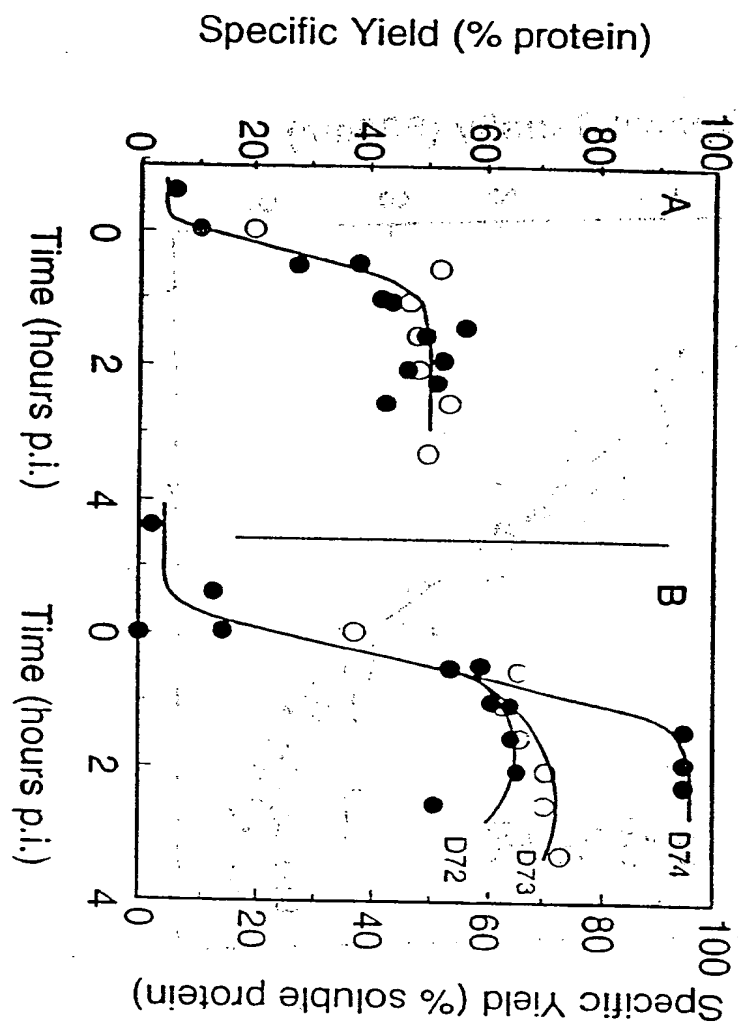 Specific Yield (% protein)
0 20 40 60 80 100
A
0 2 4
Time (hours p.i.)
B
0 2 4
Time (hours p.i.)
D72
D73
D74
0 20 40 60 80 100
Specific Yield (% soluble protein)